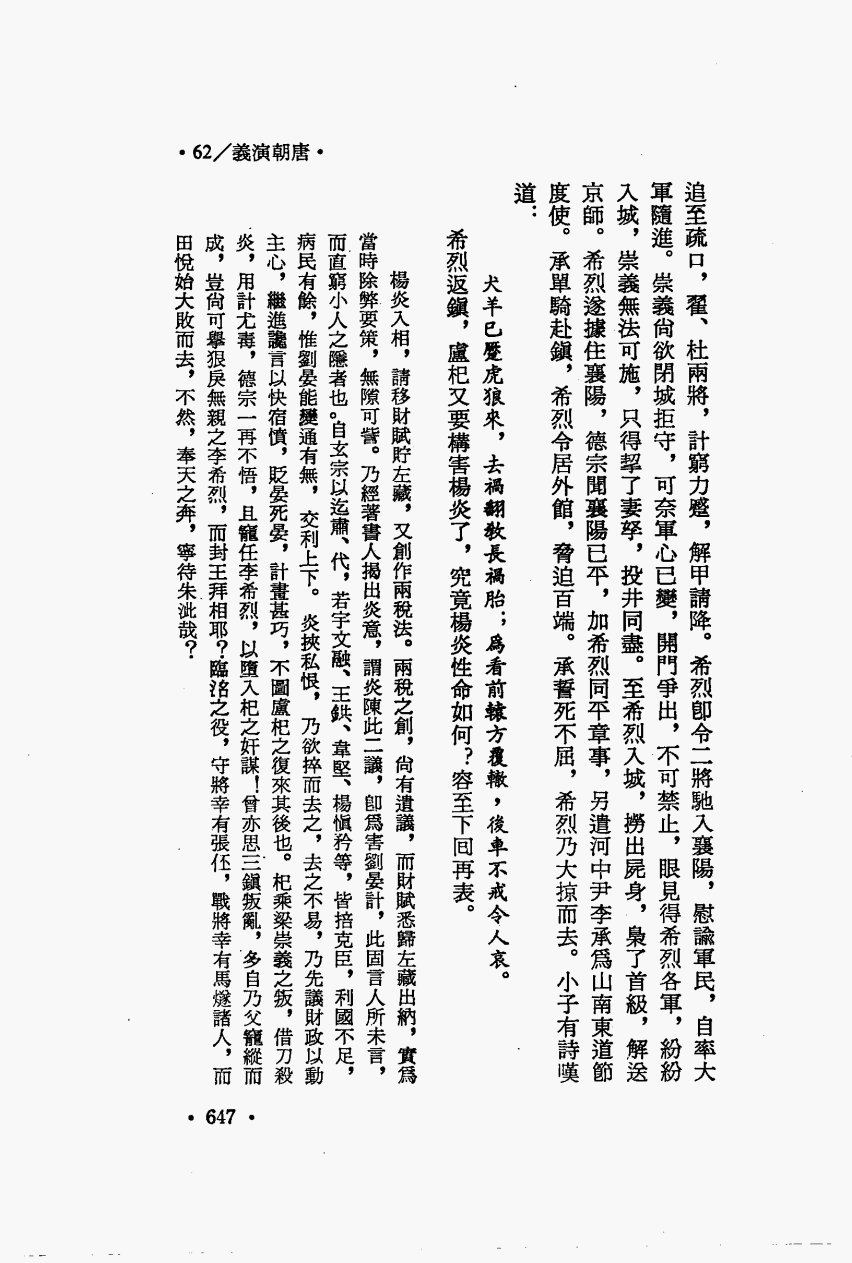 •62／義演朝唐•
追至疏口，翟、杜兩將，計窮力蹙，解甲請降。希烈卽令二將馳入襄陽，慰諭軍民，自率大
軍隨進。崇義尙欲閉城拒守，可奈軍心已變，開門爭出，不可禁止，眼見得希烈各軍，紛紛
入城，崇義無法可施，只得挈了妻孥，投井同盡。至希烈入城，撈出屍身，梟了首級，解送
京師。希烈遂據住襄陽，德宗聞襄陽已平，加希烈同平章事，另遣河中尹李承爲山南東道節
度使。承單騎赴鎭，希烈令居外館，脅迫百端。承誓死不屈，希烈乃大掠而去。小子有詩嘆
道：
犬羊已斃虎狼來，去禍翻敎長禍胎；爲看前轅方覆轍，後車不戒令人哀。
希烈返鎭，盧杞又要構害楊炎了，究竟楊炎性命如何？容至下回再表。
楊炎入相，請移財賦貯左藏，又創作兩稅法。兩稅之創，尙有遺議，而財賦悉歸左藏出納，實爲
當時除弊要策，無隙可訾。乃經著書人揭出炎意，謂炎陳此二議，卽爲害劉晏計，此固言人所未言，
而直窮小人之隱者也。自玄宗以迄肅、代，若宇文融、王鉷、韋堅、楊愼矜等，皆掊克臣，利國不足，
病民有餘，惟劉晏能變通有無，交利上下。炎挾私恨，乃欲捽而去之，去之不易，乃先議財政以動
主心，繼進讒言以快宿憤，貶晏死晏，計畫甚巧，不圖盧杞之復來其後也。杞乘梁崇義之叛，借刀殺
炎，用計尤毒，德宗一再不悟，且寵任李希烈，以墮入杞之奸謀！曾亦思三鎭叛亂，多自乃父寵縱而
成，豈尙可擧狠戾無親之李希烈，而封王拜相耶？臨洺之役，守將幸有張伾，戰將幸有馬燧諸人，而
田悅始大敗而去，不然，奉天之奔，寧待朱泚哉？
•647•